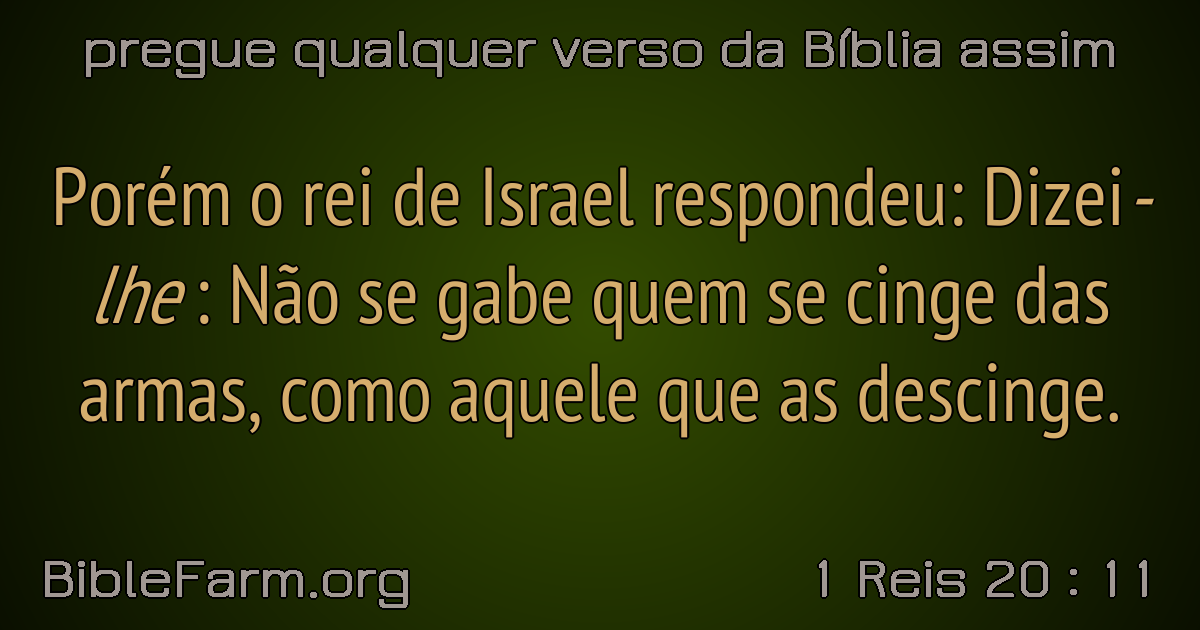 pregue qualquer verso da Bíblia assim
Porém o rei de Israel respondeu: Dizei-
lhe: Não se gabe quem se cinge das
armas, como aquele que as descinge.
BibleFarm.org
1 Reis 20 : 11